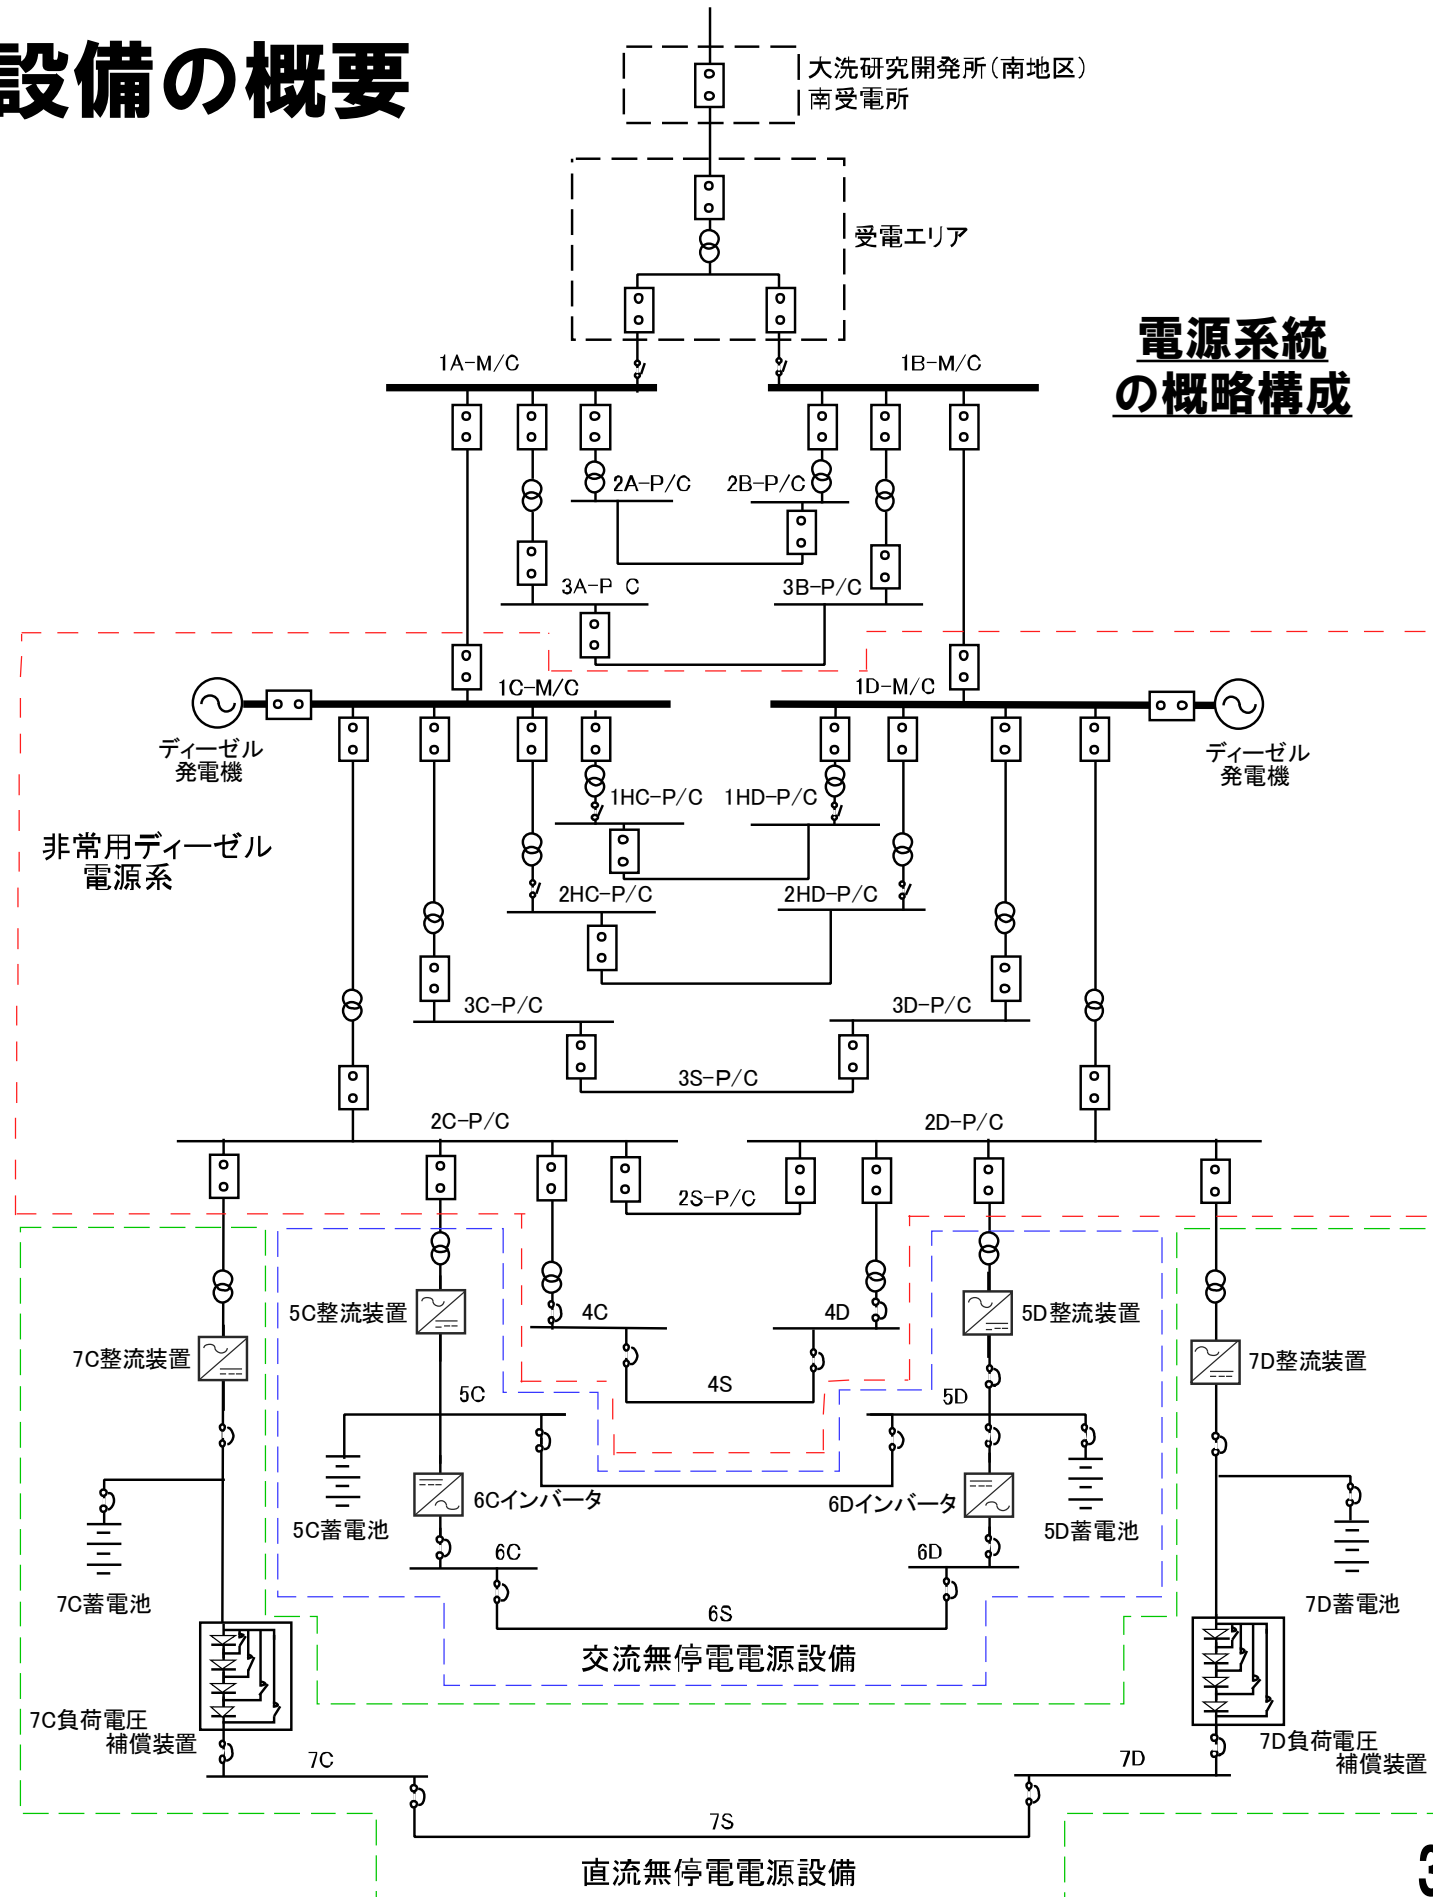 設備の概要
大洗研究開発所(南地区)
南受電所
受電エリア
電源系統
の概略構成
1A-M/C
1B-M/C
2A-P/C
2B-P/C
3A-P C
3B-P/C
1C-M/C
1D-M/C
ディーゼル
発電機
ディーゼル
発電機
1HC-P/C
1HD-P/C
非常用ディーゼル
電源系
2HC-P/C
2HD-P/C
3C-P/C
3D-P/C
3S-P/C
2C-P/C
2D-P/C
2S-P/C
5C整流装置
4C
4D
5D整流装置
7C整流装置
7D整流装置
4S
5C
5D
6Cインバータ
6Dインバータ
5C蓄電池
5D蓄電池
6C
6D
7C蓄電池
7D蓄電池
6S
交流無停電電源設備
7C負荷電圧
補償装置
7D負荷電圧
補償装置
7C
7D
7S
直流無停電電源設備
3